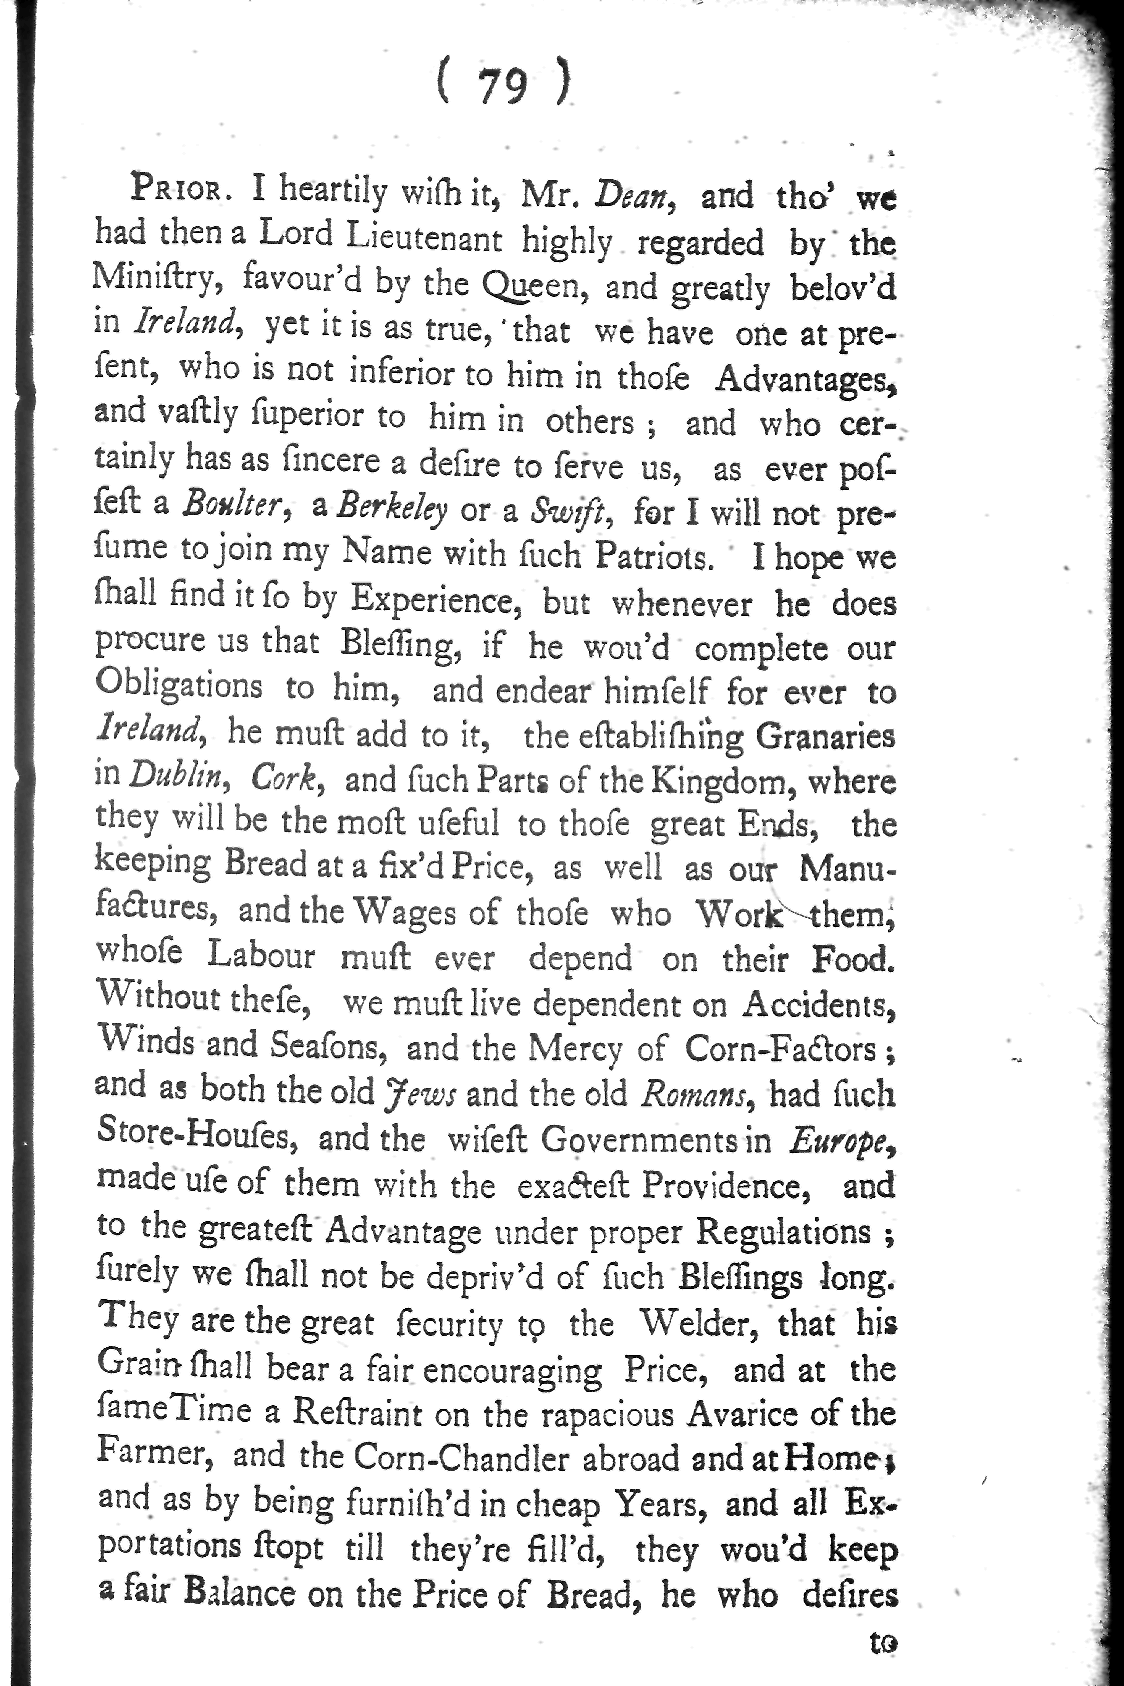 ( 79 )
PRIOR. I heartily wiſh it, Mr. Dean, and tho' we
had then a Lord Lieutenant highly regarded by the
Miniſtry, favour'd by the Queen, and greatly belov'd
in Ireland, yet it is as true, that we have one at pre-
ſent, who is not inferior to him in thoſe Advantages,
and vaſtly ſuperior to him in others ; and who cer-
tainly has as ſincere a deſire to ſerve us, as ever poſ-
ſeſt a Boulter, a Berkeley or a Swift, for I will not pre-
ſume to join my Name with ſuch Patriots. I hope we
ſhall find it ſo by Experience, but whenever he does
procure us that Bleſſing, if he wou'd complete our
Obligations to him, and endear himſelf for ever to
Ireland, he muſt add to it, the eſtabliſhing Granaries
in Dublin, Cork, and ſuch Parts of the Kingdom, where
they will be the moſt uſeful to thoſe great Ends, the
keeping Bread at a fix'd Price, as well as our Manu-
factures, and the Wages of thoſe who Work them,
whoſe Labour muſt ever depend on their Food.
Without theſe, we muſt live dependent on Accidents,
Winds and Seaſons, and the Mercy of Corn-Factors ;
and as both the old Jews and the old Romans, had ſuch
Store-Houſes, and the wiſeſt Governments in Europe,
made uſe of them with the exacteſt Providence, and
to the greateſt Advantage under proper Regulations ;
ſurely we ſhall not be depriv'd of ſuch Bleſſings long.
They are the great ſecurity to the Welder, that his
Grain ſhall bear a fair encouraging Price, and at the
ſame Time a Reſtraint on the rapacious Avarice of the
Farmer, and the Corn-Chandler abroad and at Home;
and as by being furniſh'd in cheap Years, and all Ex-
portations ſtopt till they're fill'd, they wou'd keep
a fair Balance on the Price of Bread, he who deſires
to